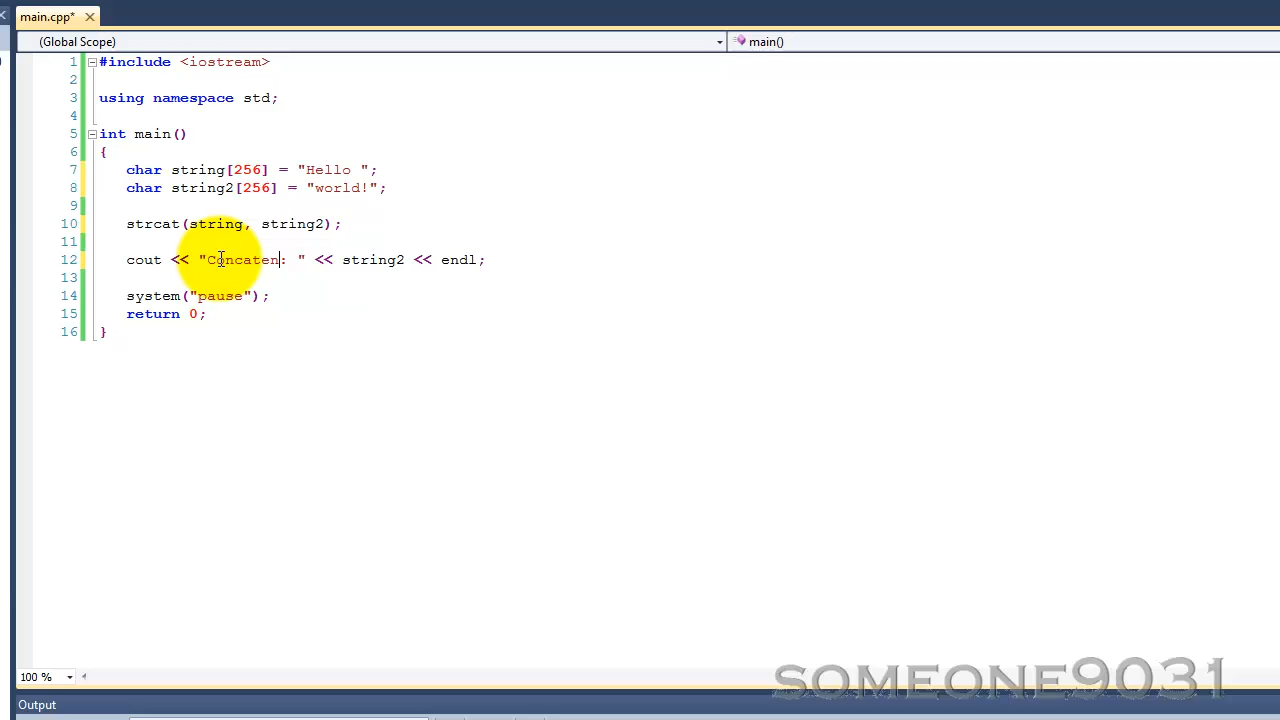 main.cpp*
(Global Scope) main()
1 #include <iostream>
2
3 using namespace std;
4
5 int main()
6 {
7 char string[256] = "Hello ";
8 char string2[256] = "world!";
9
10 strcat(string, string2);
11
12 cout << "Concaten: " << string2 << endl;
13
14 system("pause");
15 return 0;
16 }
100 %
SOMEONE9031
Output